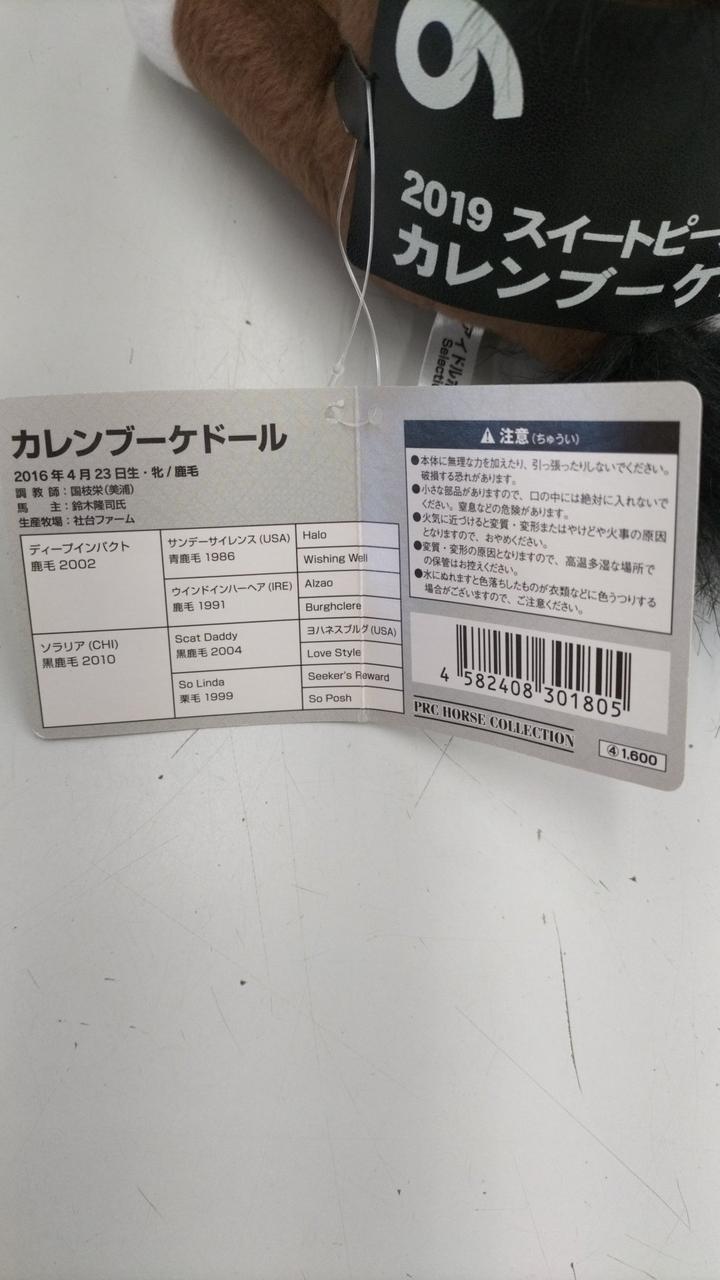 6
2019 スイートピー
カレンブーケ
アイドル
Selecti
カレンブーケドール
2016年4月23日生・牝/鹿毛
調教師:国枝栄(美浦)
馬主:鈴木隆司氏
生産牧場:社台ファーム
ディープインパクト
鹿毛 2002
サンデーサイレンス(USA)
青鹿毛 1986
Halo
Wishing Well
ウインドインハーヘア(IRE)
鹿毛 1991
Alzao
Burghclere
ソラリア(CHI)
黒鹿毛 2010
Scat Daddy
黒鹿毛 2004
ヨハネスブルグ(USA)
Love Style
So Linda
栗毛 1999
Seeker's Reward
So Posh
注意(ちゅうい)
●本体に無理な力を加えたり、引っ張ったりしないでください。
破損する恐れがあります。
●小さな部品がありますので、口の中には絶対に入れないで
ください。窒息などの危険があります。
●火気に近づけると変質・変形またはやけどや火事の原因
となりますので、おやめください。
●変質・変形の原因となりますので、高温多湿な場所で
の保管はお控えください。
●水にぬれますと色落ちしたものが衣類などに色うつりする
場合がございますので、ご注意ください。
4 582408 301805
PRC HORSE COLLECTION
④1.600